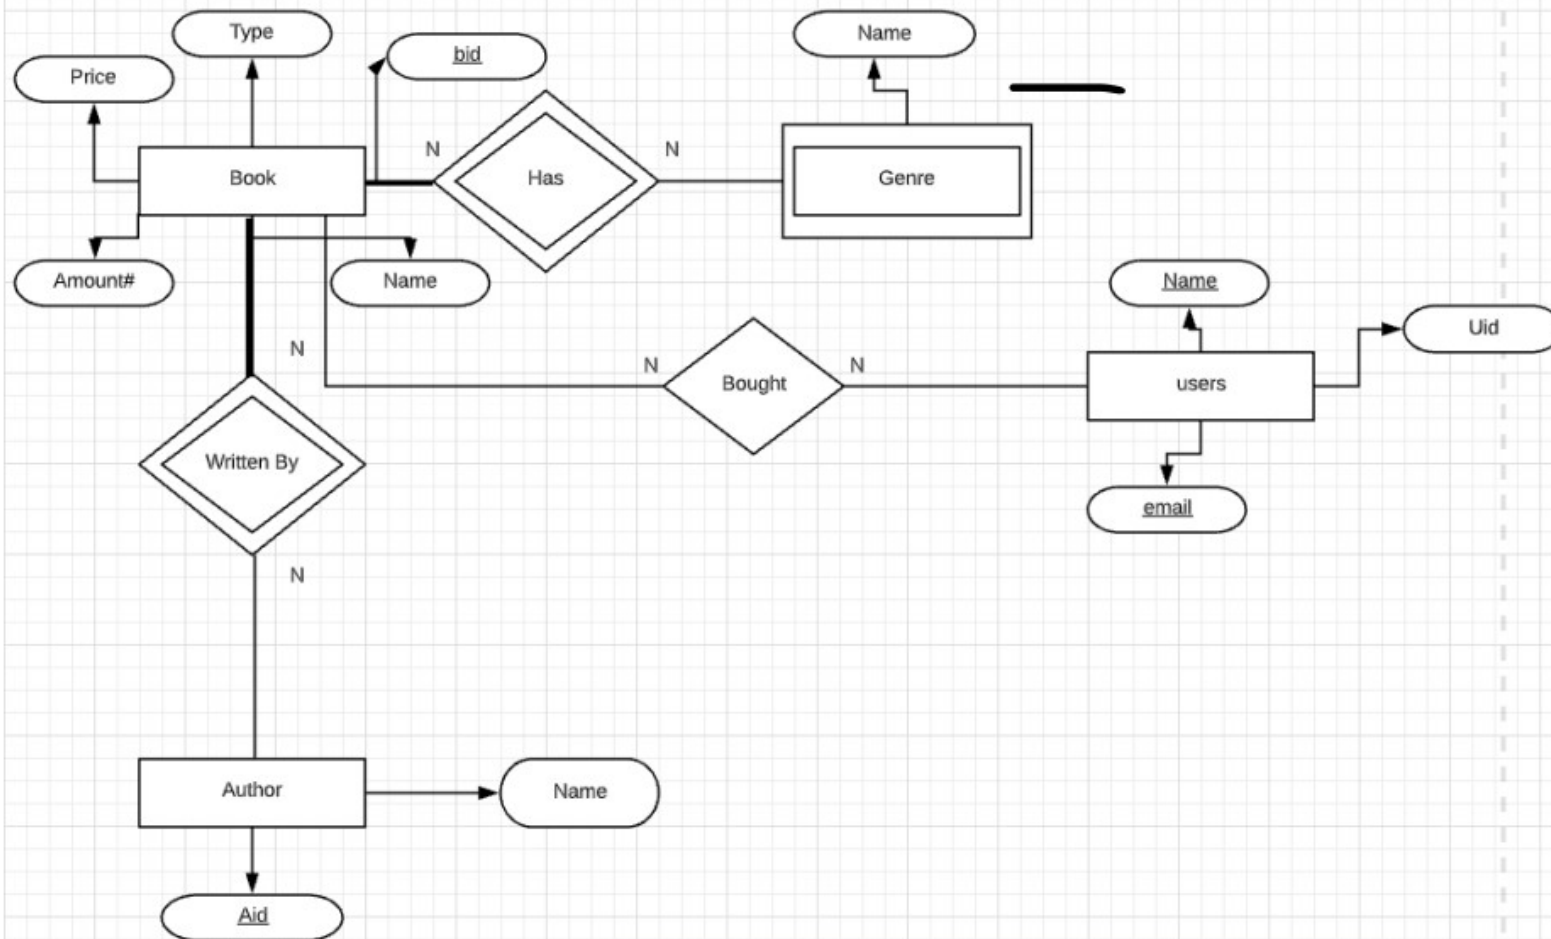 Type
Name
bid
Price
N
N
Book
Has
Genre
Amount#
Name
Name
Uid
N
N
N
Bought
users
Written By
email
N
Author
Name
Aid